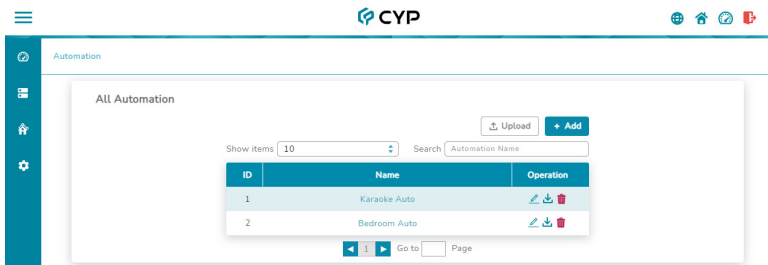 CYP
Automation
All Automation
Upload + Add
Show items 10 Search Automation Name
ID Name Operation
1 Karaoke Auto
2 Bedroom Auto
1 Go to Page